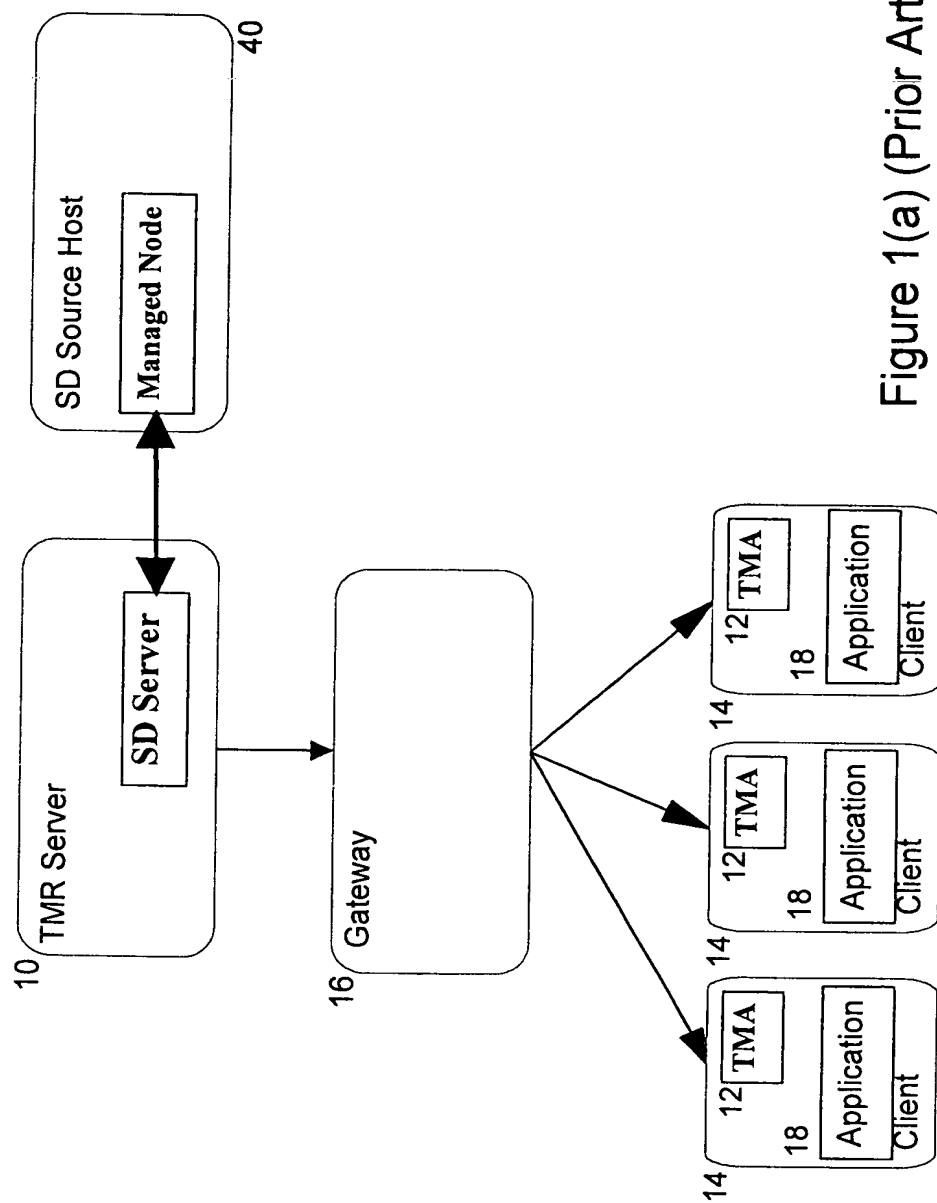 10
TMR Server
SD Server
SD Source Host
Managed Node
40
16
Gateway
14
12
TMA
18
Application
Client
14
12
TMA
18
Application
Client
14
12
TMA
18
Application
Client
Figure 1(a) (Prior Art